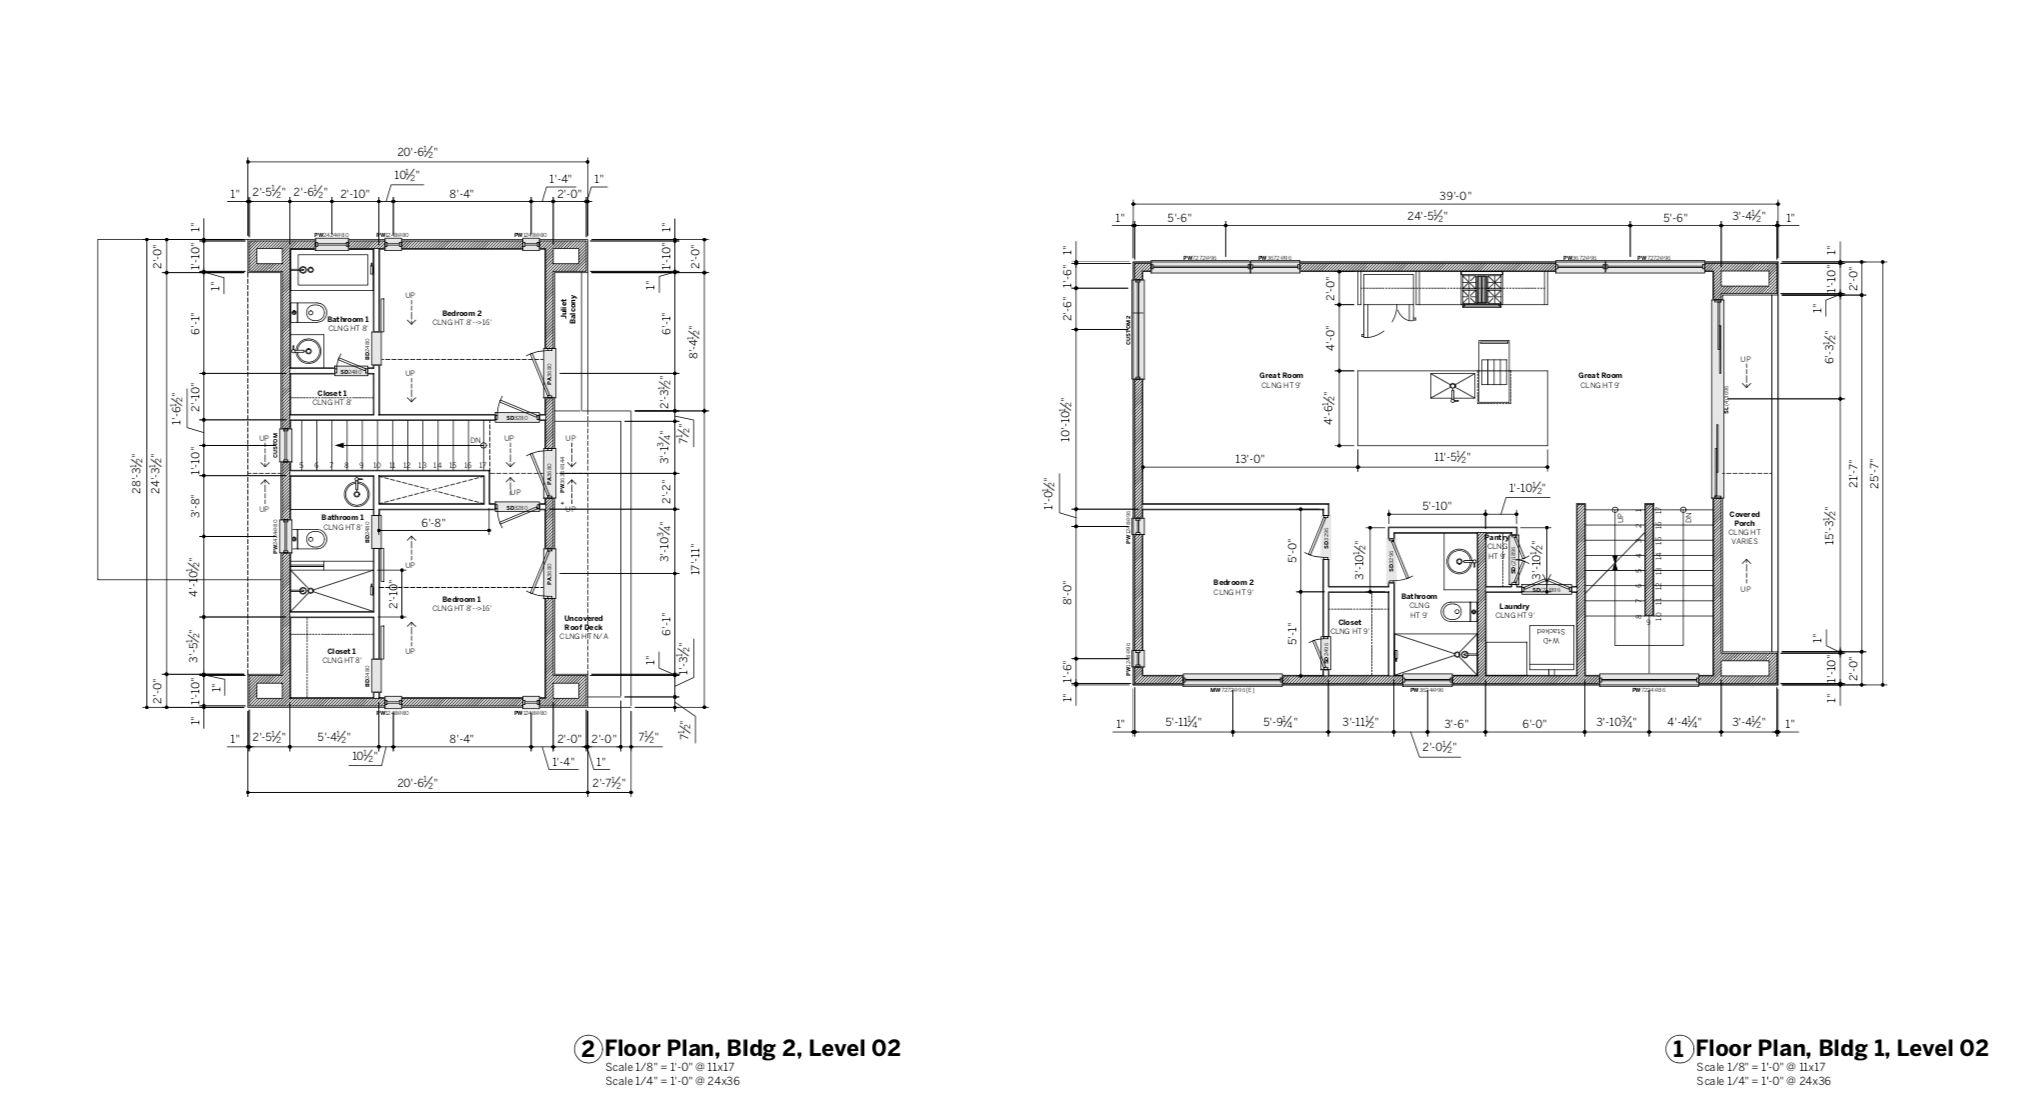 20'-6½"
10½"
1'-4"
1"
1"
2'-5½"
2'-6½"
2'-10"
8'-4"
2'-0"
1"
1"
2'-0"
1'-10"
1'-10"
2'-0"
1"
1"
Bathroom 1
CLNG HT 8'
UP
Bedroom 2
CLNG HT 8'-->16'
Juliet
Balcony
6'-1"
6'-1"
8'-4½"
UP
Closet 1
CLNG HT 8'
2'-10"
1'-6½"
2'-3½"
7½"
UP
CUSTOM
DN
UP
UP
5 6 7 8 9 10 11 12 13 14 15 16 17
1'-10"
3'-1¾"
28'-3½"
24'-3½"
UP
UP
UP
2'-2"
3'-8"
Bathroom 1
CLNG HT 8'
6'-8"
3'-10¾"
17'-11"
UP
4'-10½"
2'-10"
Bedroom 1
CLNG HT 8'-->16'
Uncovered
Roof Deck
CLNG HT N/A
6'-1"
3'-5½"
Closet 1
CLNG HT 8'
UP
1"
1'-3½"
2'-0"
1'-10"
1"
1"
7½"
1"
2'-5½"
5'-4½"
8'-4"
2'-0"
2'-0"
7½"
10½"
1'-4"
1"
20'-6½"
2'-7½"
39'-0"
1"
5'-6"
24'-5½"
5'-6"
3'-4½"
1"
1"
1'-6"
2'-6"
CUSTOM 2
1"
1'-10"
2'-0"
1"
2'-0"
4'-0"
Great Room
CLNG HT 9'
Great Room
CLNG HT 9'
UP
6'-3½"
4'-6½"
10'-10½"
13'-0"
11'-5½"
21'-7"
25'-7"
1'-0½"
5'-10"
1'-10½"
UP
DN
Covered
Porch
CLNG HT
VARIES
15'-3½"
5'-0"
3'-10½"
Pantry
CLNG
HT 9'
3'-10½"
Bedroom 2
CLNG HT 9'
8'-0"
UP
Bathroom
CLNG
HT 9'
Laundry
CLNG HT 9'
Closet
CLNG HT 9'
5'-1"
W+D
Stacked
1'-6"
1"
1"
1'-10"
2'-0"
1"
1"
5'-11¼"
5'-9¼"
3'-11½"
3'-6"
6'-0"
3'-10¾"
4'-4¼"
3'-4½"
1"
2'-0½"
2 Floor Plan, Bldg 2, Level 02
Scale 1/8" = 1'-0" @ 11x17
Scale 1/4" = 1'-0" @ 24x36
1 Floor Plan, Bldg 1, Level 02
Scale 1/8" = 1'-0" @ 11x17
Scale 1/4" = 1'-0" @ 24x36